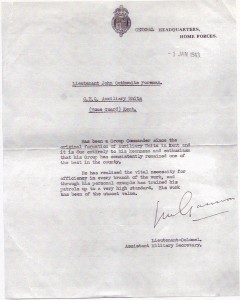 GENERAL HEADQUARTERS,
HOME FORCES.
Lieutenant John Costhwaite Foreman.
G.T.O. Auxiliary Units
(Home Guard) Kent.
Has been a Group Commander since the
original formation of Auxiliary Units in Kent and
it is due entirely to his keenness and enthusiasm
that his Group has consistently remained one of
the best in the county.
He has realised the vital necessity for
efficiency in every branch of the work, and
through his personal example has trained his
patrols up to a very high standard. His work
has been of the utmost value.
Lieutenant-Colonel,
Assistant Military Secretary.